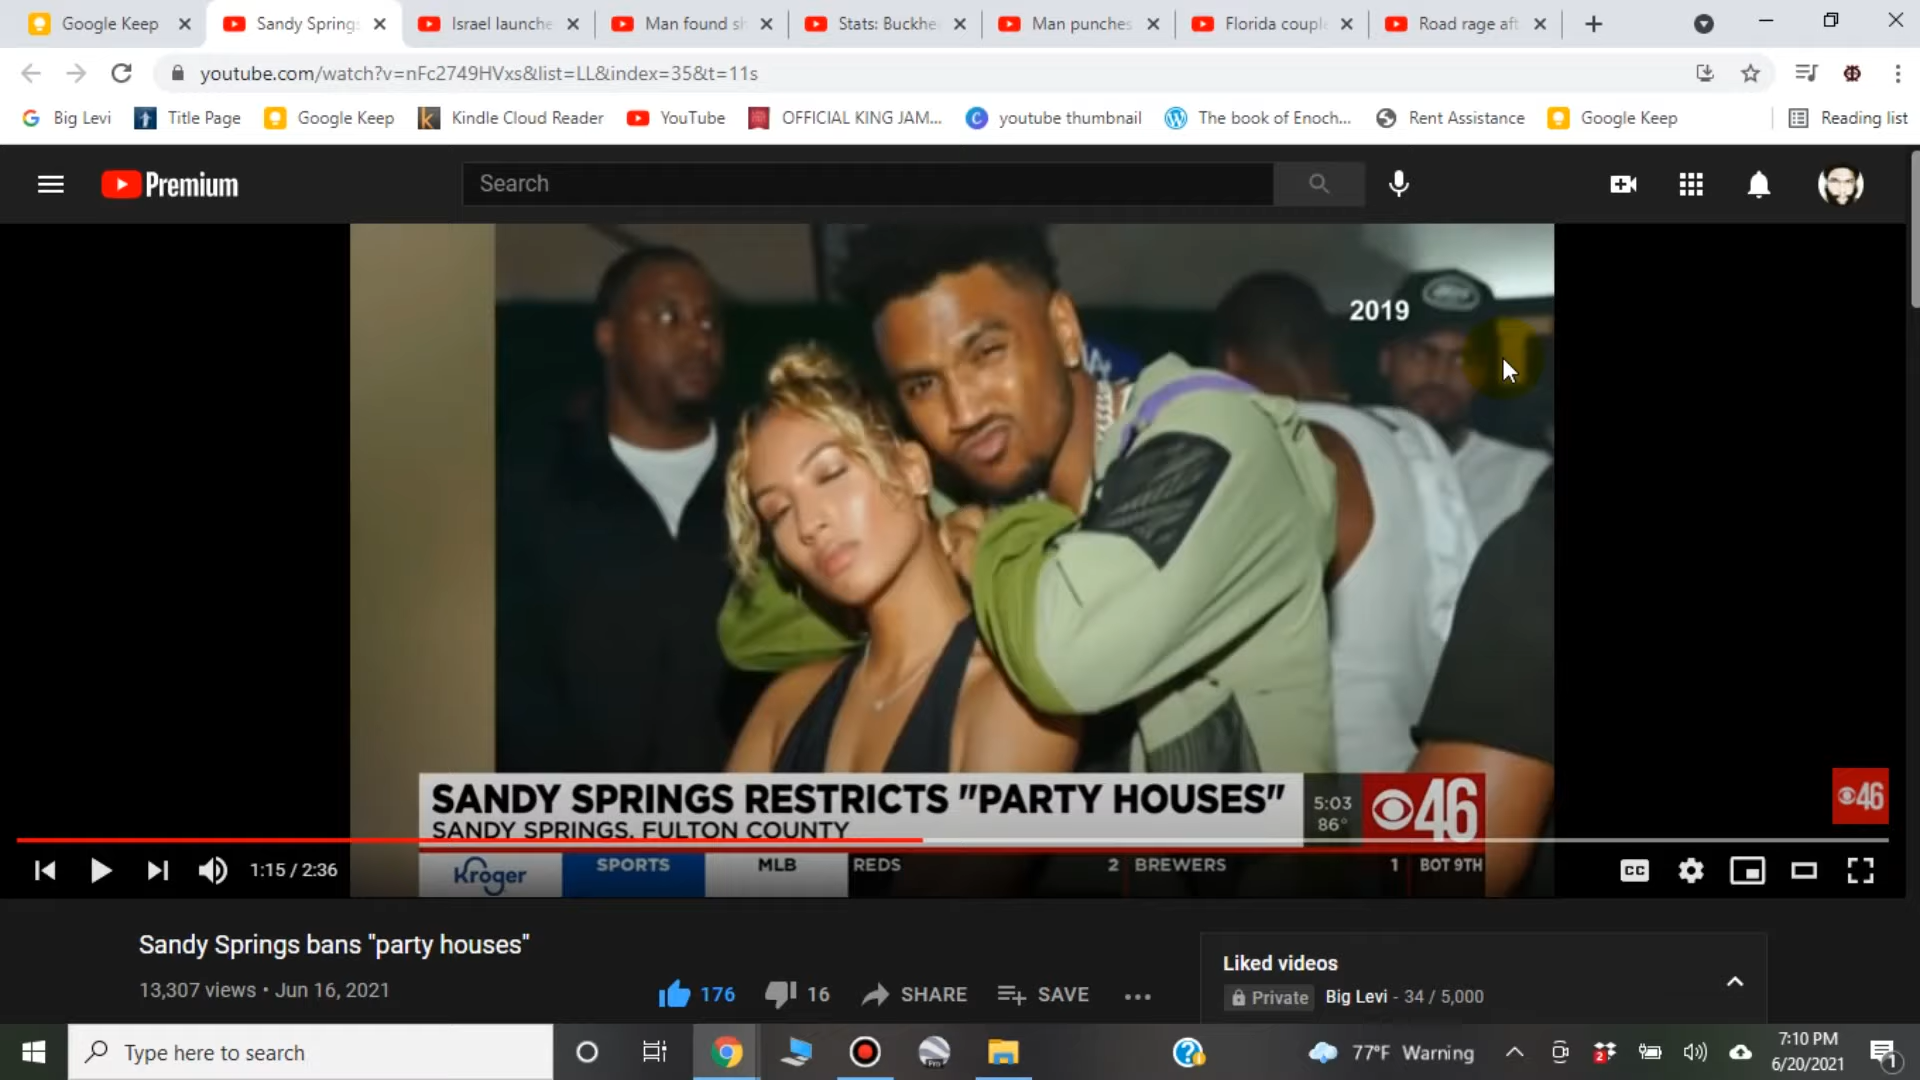 Google Keep
Sandy Spring
Israel launche
Man found sh
Stats: Buckhe
Man punches
Florida couple
Road rage aft
youtube.com/watch?v=nFc2749HVxs&list=LL&index=35&t=11s
Big Levi
Title Page
Google Keep
Kindle Cloud Reader
YouTube
OFFICIAL KING JAM...
youtube thumbnail
The book of Enoch...
Rent Assistance
Google Keep
Reading list
Premium
Search
2019
SANDY SPRINGS RESTRICTS "PARTY HOUSES"
SANDY SPRINGS, FULTON COUNTY
5:03
86°
46
46
1:15 / 2:36
Kroger
SPORTS
MLB
REDS 2 BREWERS 1 BOT 9TH
CC
Sandy Springs bans "party houses"
13,307 views • Jun 16, 2021
176
16
SHARE
SAVE
Liked videos
Private
Big Levi - 34 / 5,000
Type here to search
77°F Warning
7:10 PM
6/20/2021